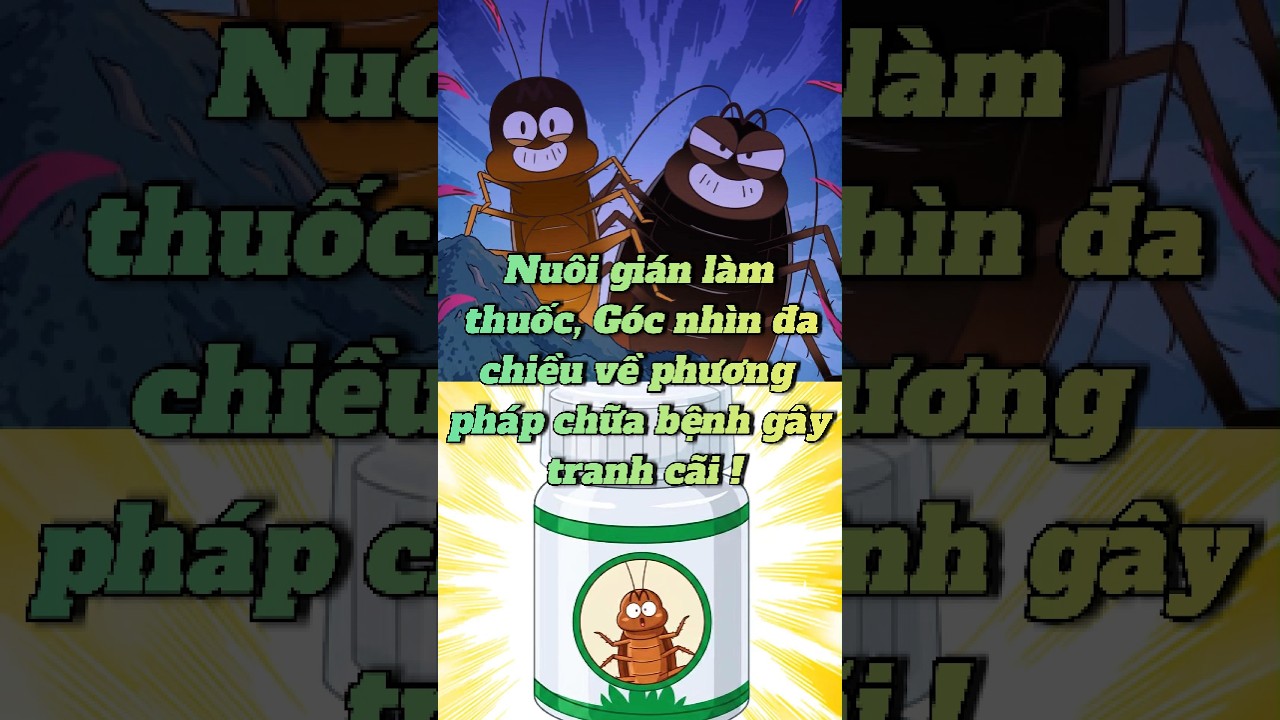 Nuôi gián làm
thuốc, Góc nhìn đa
chiều về phương
pháp chữa bệnh gây
tranh cãi !